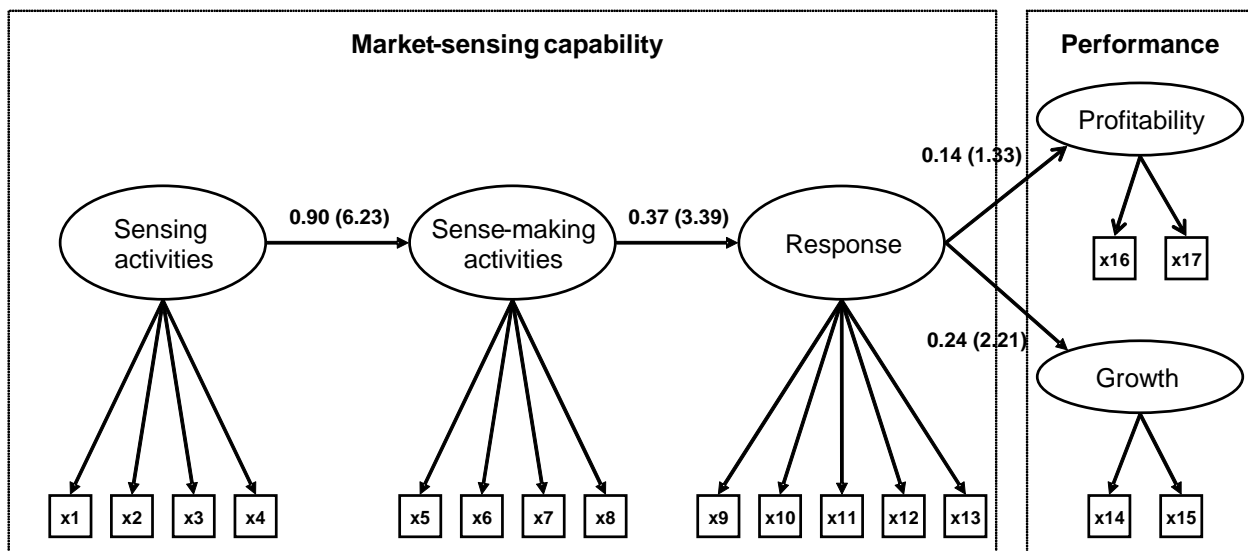 Market-sensing capability
Performance
Profitability
0.14 (1.33)
0.90 (6.23)
0.37 (3.39)
Sensing
activities
Sense-making
activities
Response
x16
x17
0.24 (2.21)
Growth
x1
x2
x3
x4
x5
x6
x7
x8
x9
x10
x11
x12
x13
x14
x15